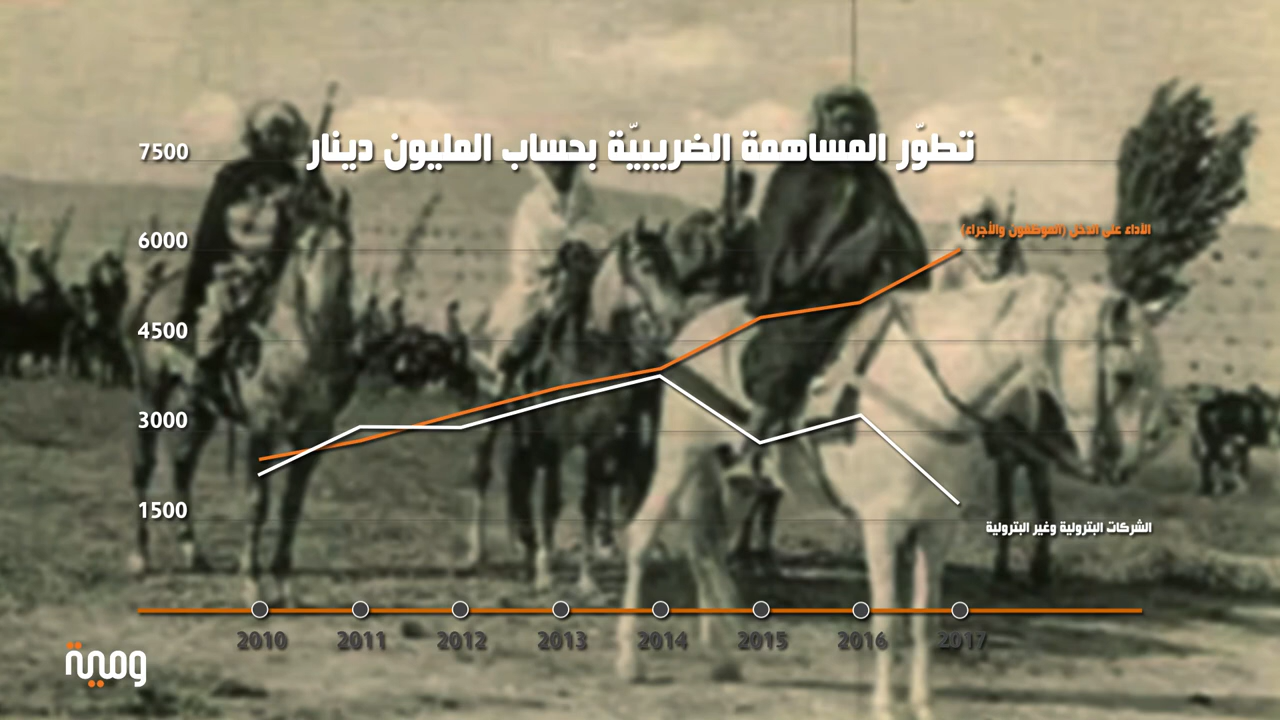 تطوّر المساهمة الضريبيّة بحساب المليون دينار
7500
6000
الأداء على الدخل (الموظفون والأجراء)
4500
3000
1500
الشركات البترولية وغير البترولية
2010 2011 2012 2013 2014 2015 2016 2017